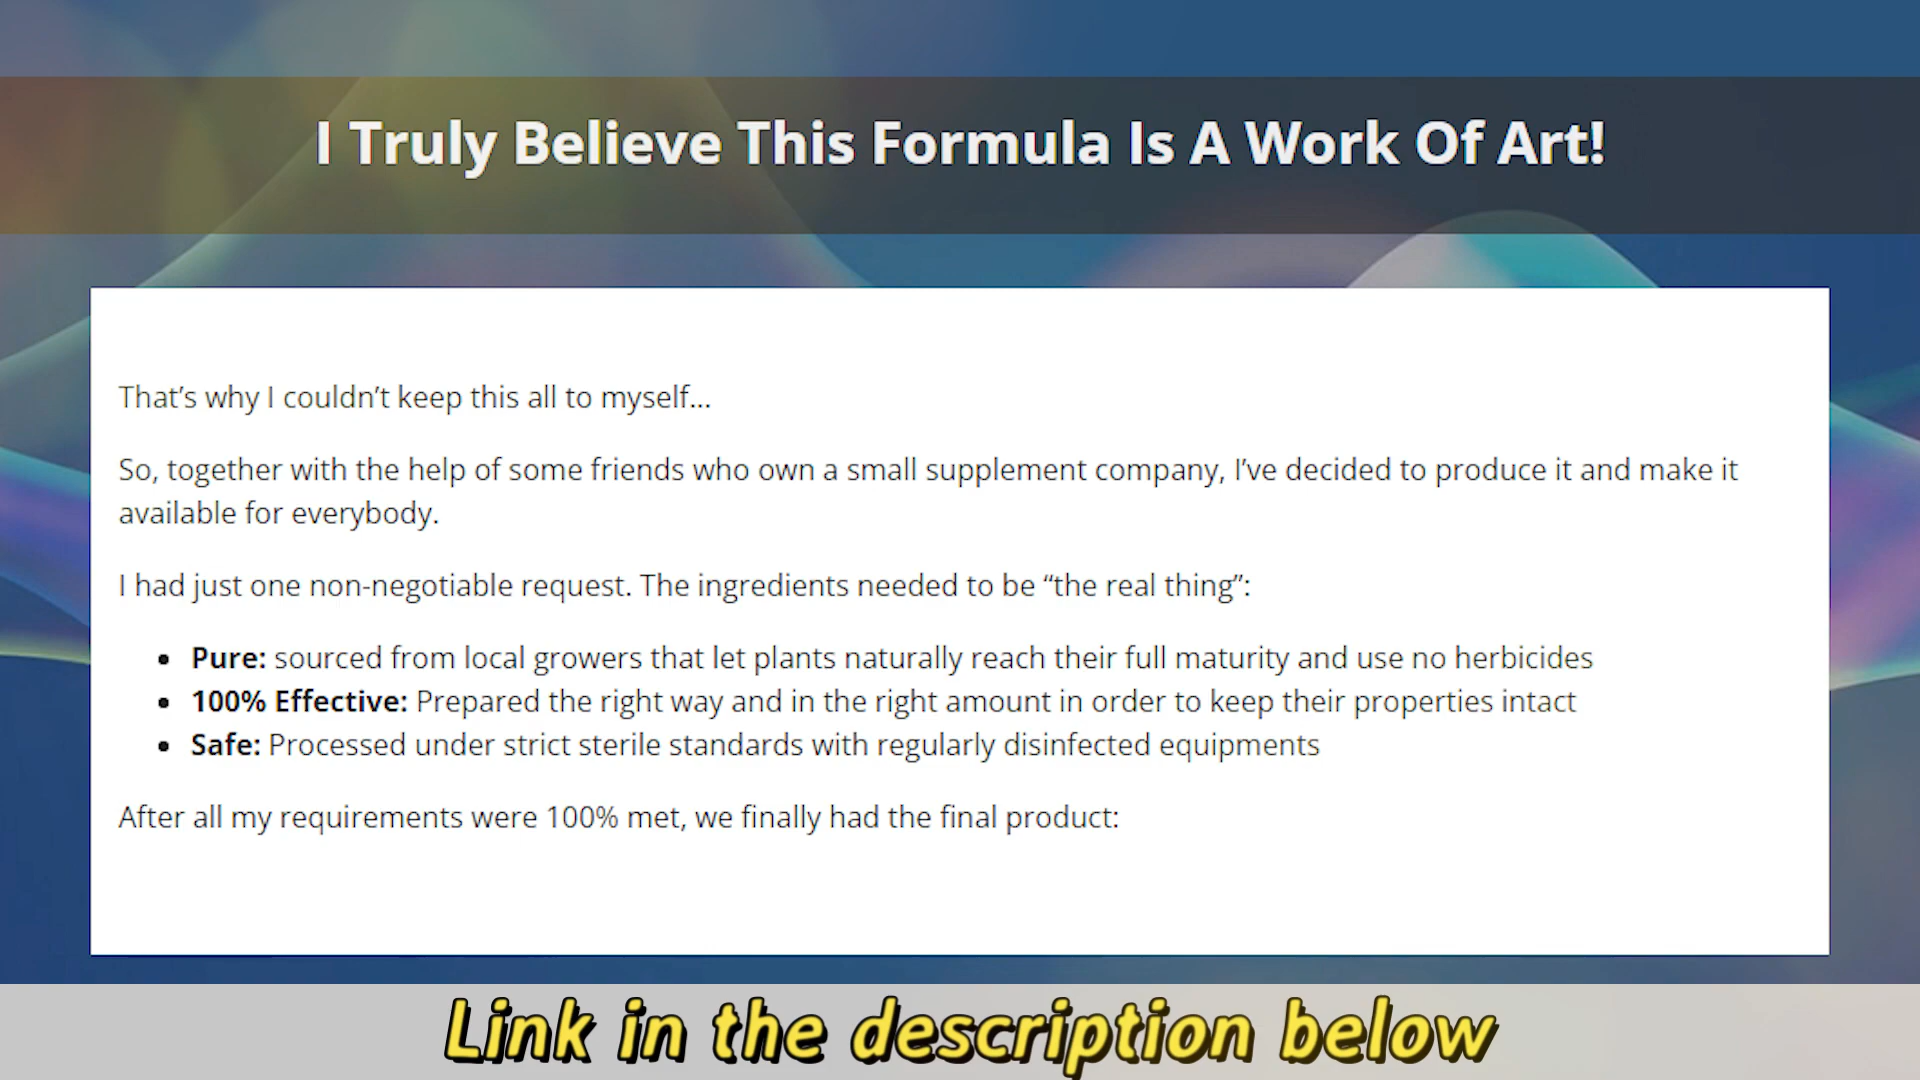 I Truly Believe This Formula Is A Work Of Art!
That’s why I couldn’t keep this all to myself...
So, together with the help of some friends who own a small supplement company, I’ve decided to produce it and make it
available for everybody.
I had just one non-negotiable request. The ingredients needed to be “the real thing”:
• Pure: sourced from local growers that let plants naturally reach their full maturity and use no herbicides
• 100% Effective: Prepared the right way and in the right amount in order to keep their properties intact
• Safe: Processed under strict sterile standards with regularly disinfected equipments
After all my requirements were 100% met, we finally had the final product:
Link in the description below